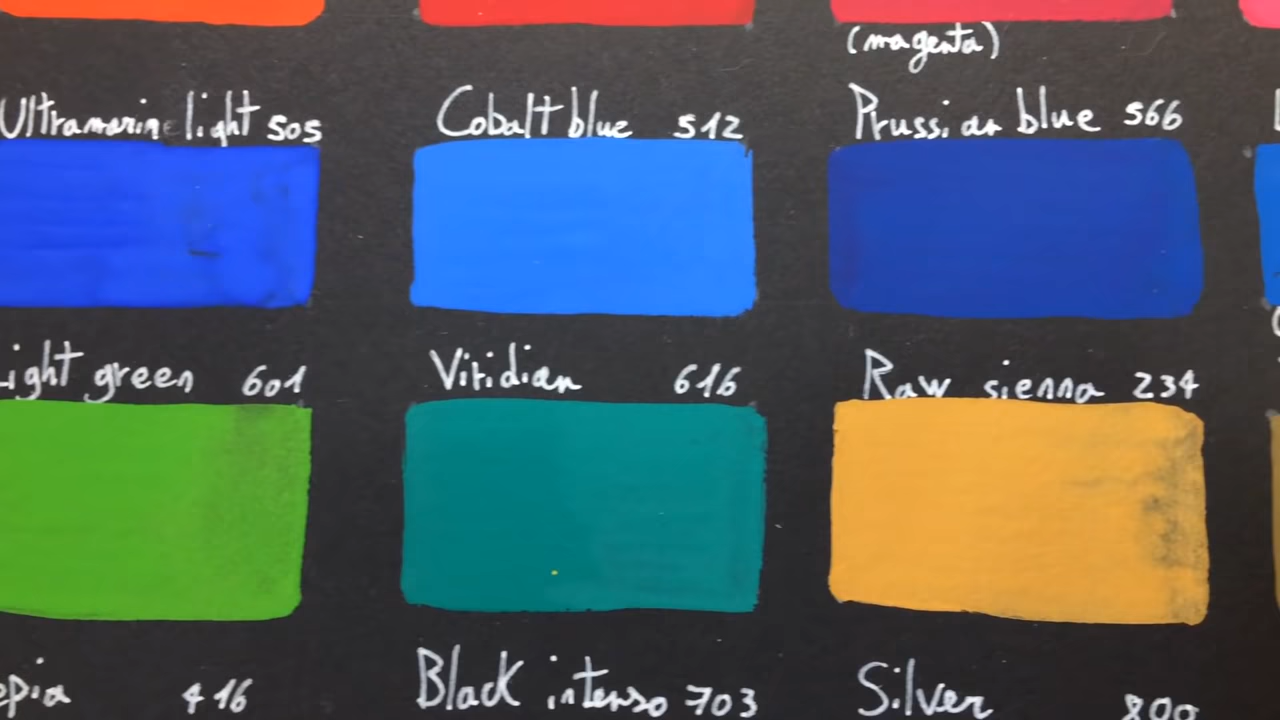 (magenta)
Ultramarine light 505
Cobalt blue 512
Prussian blue 566
Light green 601
Viridian 616
Raw sienna 234
416
Black intenso 703
Silver 800